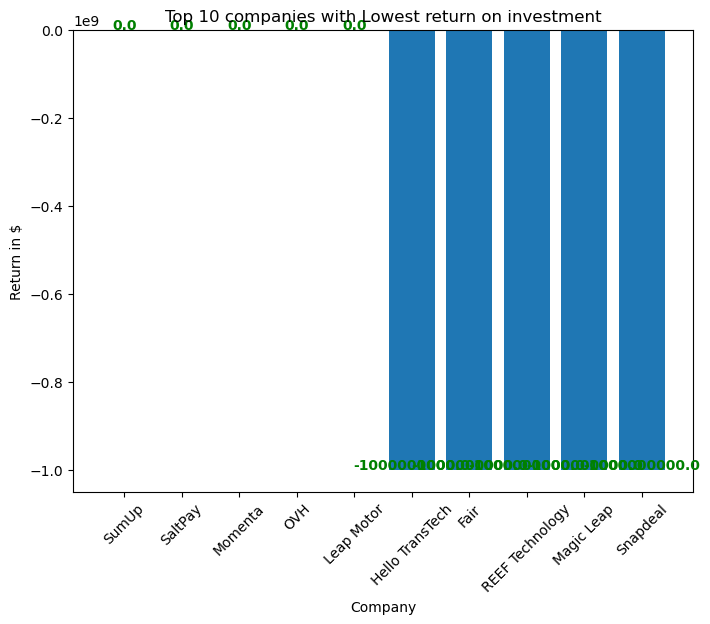 Top 10 companies with Lowest return on investment
1e9
0.0 0.0 0.0 0.0 0.0
0.0
−0.2
−0.4
−0.6
−0.8
−1.0
Return in $
SumUp
SaltPay
Momenta
OVH
Leap Motor
Hello TransTech
Fair
REEF Technology
Magic Leap
Snapdeal
Company